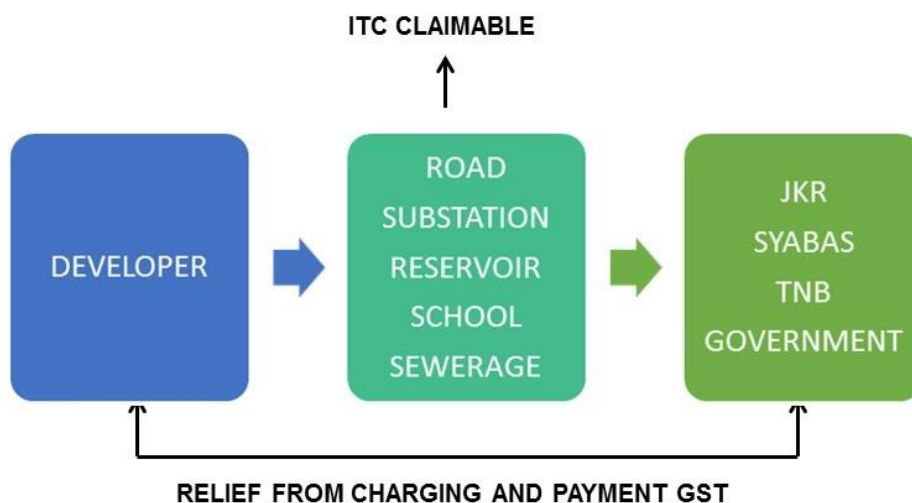 ITC CLAIMABLE
DEVELOPER
ROAD
SUBSTATION
RESERVOIR
SCHOOL
SEWERAGE
JKR
SYABAS
TNB
GOVERNMENT
RELIEF FROM CHARGING AND PAYMENT GST